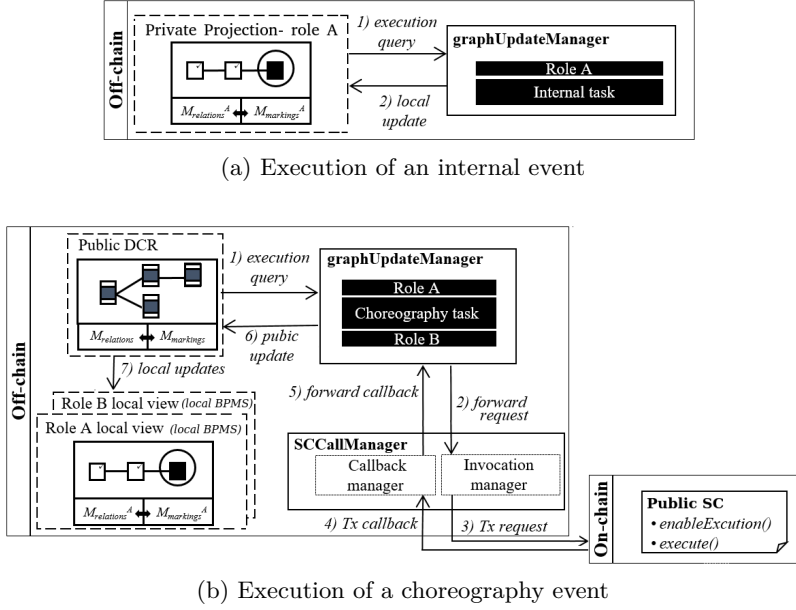 Off-chain
Private Projection- role A
M_relations^A M_markings^A
1) execution
query
2) local
update
graphUpdateManager
Role A
Internal task
(a) Execution of an internal event
Off-chain
Public DCR
M_relations M_markings
1) execution
query
6) pubic
update
graphUpdateManager
Role A
Choreography task
Role B
7) local updates
Role B local view (local BPMS)
Role A local view (local BPMS)
M_relations^A M_markings^A
5) forward callback
2) forward
request
SCCallManager
Callback
manager
Invocation
manager
4) Tx callback
3) Tx request
On-chain
Public SC
• enableExcution()
• execute()
(b) Execution of a choreography event